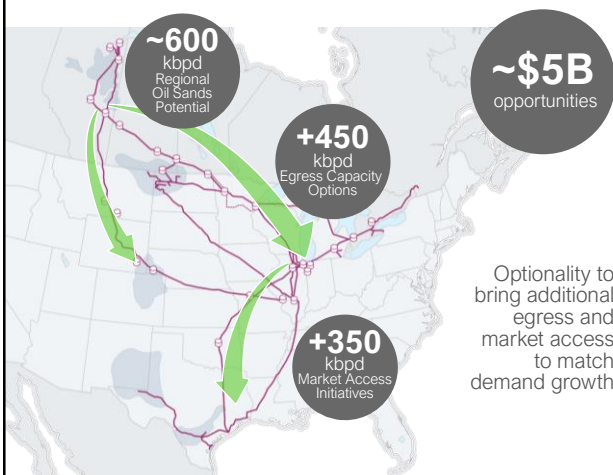 ~600
kbpd
Regional
Oil Sands
Potential
~$5B
opportunities
+450
kbpd
Egress Capacity
Options
Optionality to
bring additional
egress and
market access
to match
demand growth
+350
kbpd
Market Access
Initiatives